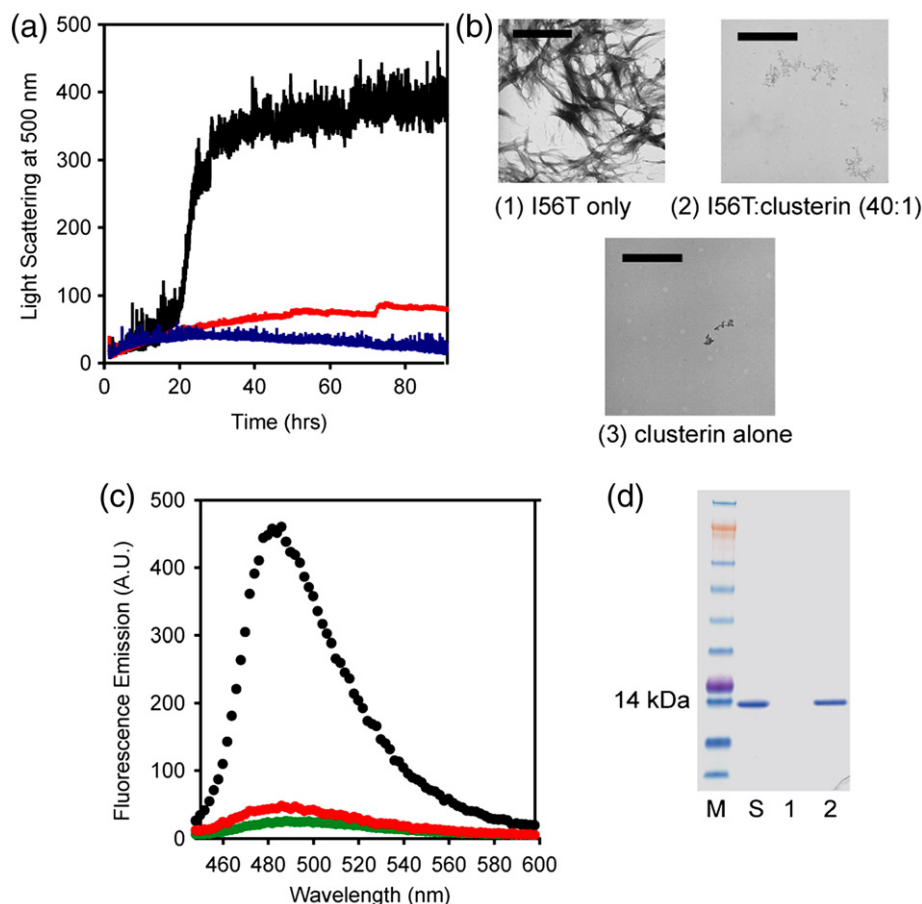 (a)
500
400
300
200
100
0
0 20 40 60 80
Light Scattering at 500 nm
Time (hrs)
(b)
(1) I56T only
(2) I56T:clusterin (40:1)
(3) clusterin alone
(c)
500
400
300
200
100
0
460 480 500 520 540 560 580 600
Fluorescence Emission (A.U.)
Wavelength (nm)
(d)
14 kDa
M S 1 2